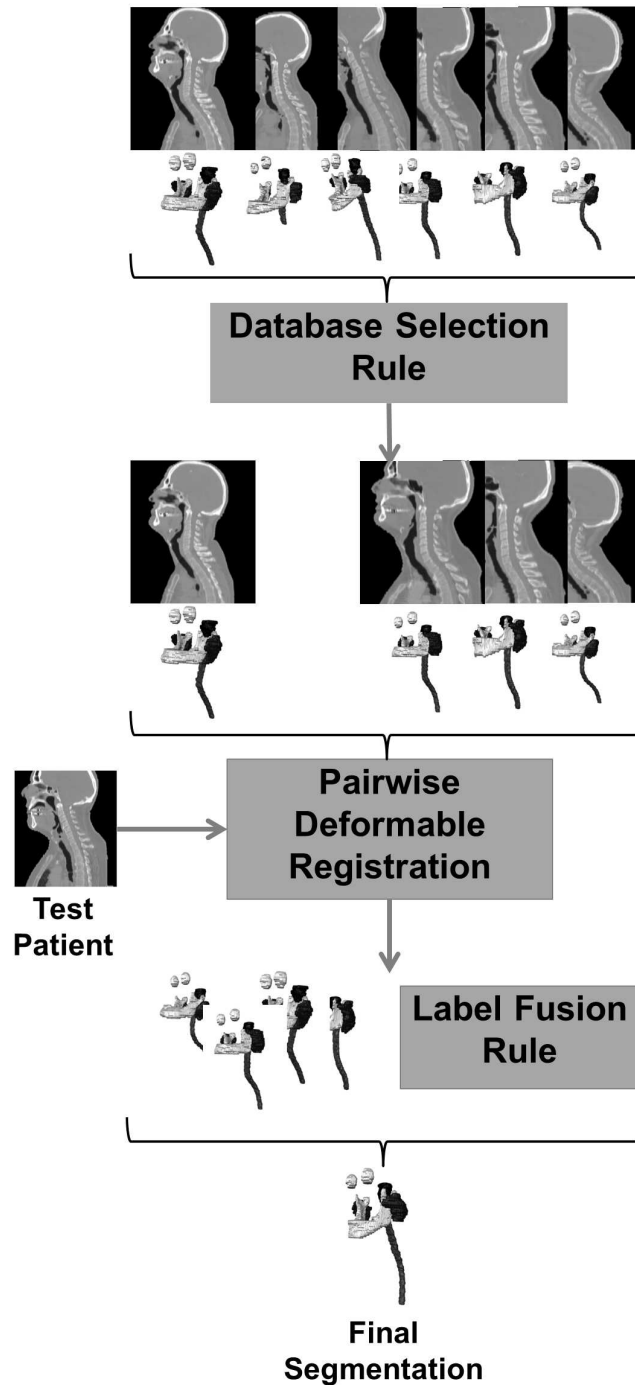 Database Selection
Rule
Pairwise
Deformable
Registration
Test
Patient
Label Fusion
Rule
Final
Segmentation